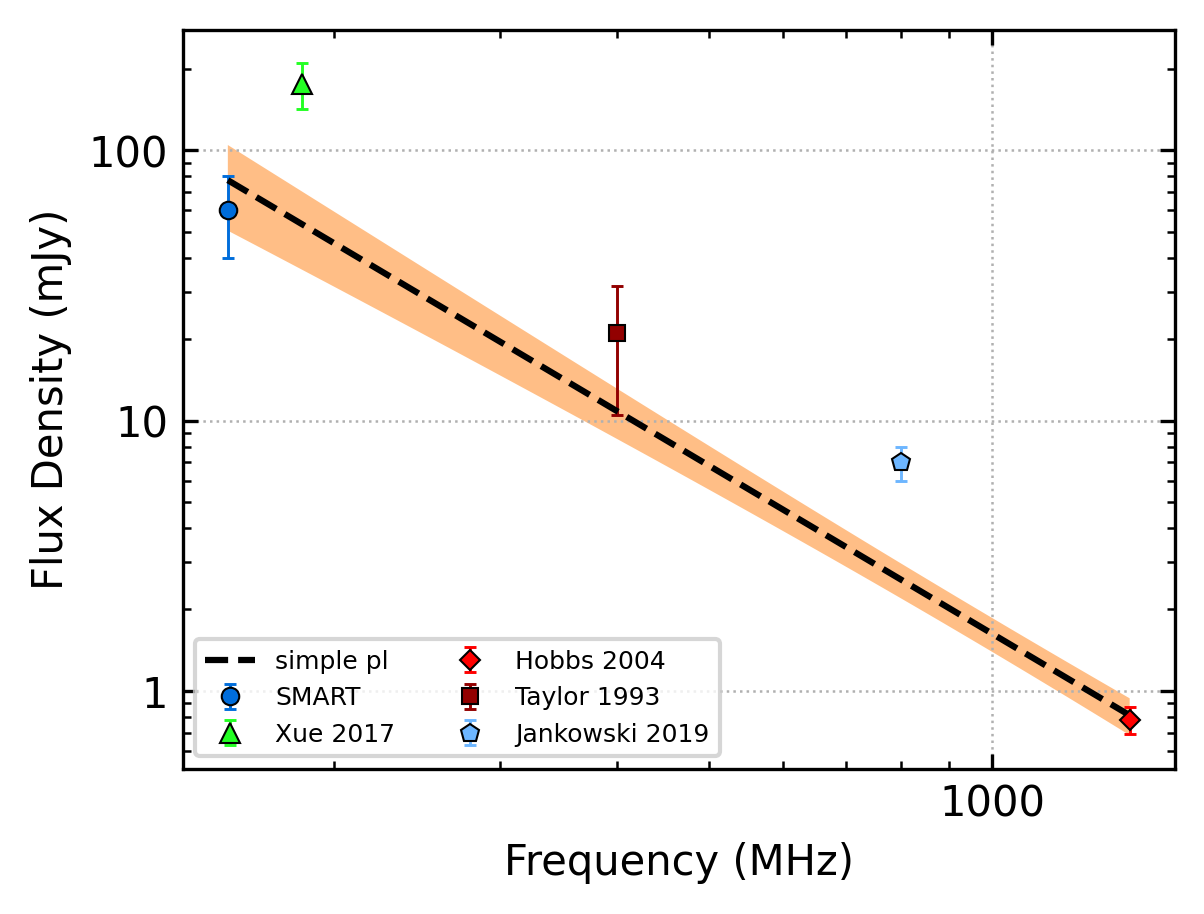 Flux Density (mJy)
100
10
1
simple pl
SMART
Xue 2017
Hobbs 2004
Taylor 1993
Jankowski 2019
1000
Frequency (MHz)